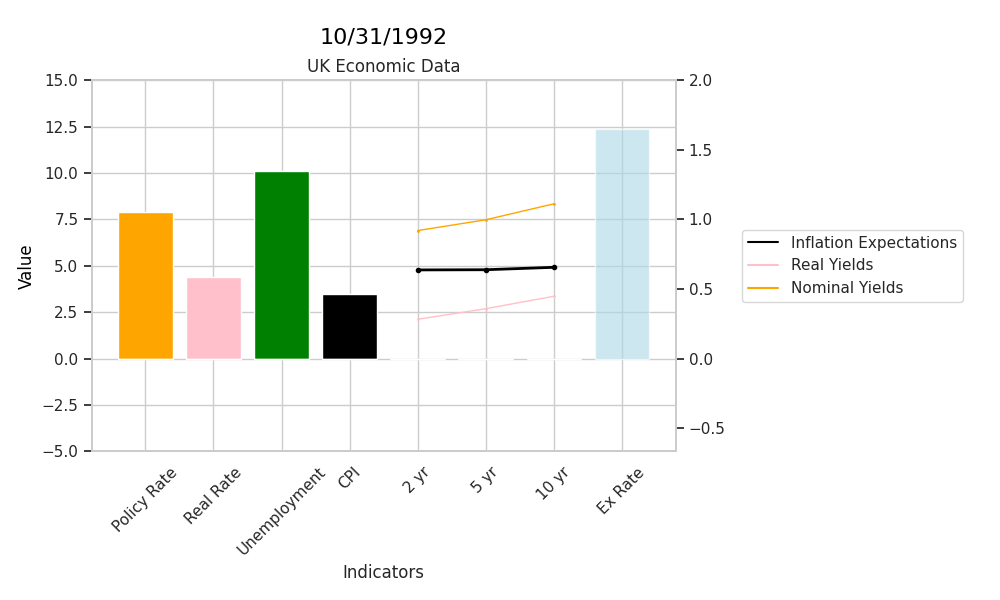 10/31/1992
UK Economic Data
15.0
12.5
10.0
7.5
5.0
2.5
0.0
−2.5
−5.0
Value
2.0
1.5
1.0
0.5
0.0
−0.5
Inflation Expectations
Real Yields
Nominal Yields
Policy Rate
Real Rate
Unemployment
CPI
2 yr
5 yr
10 yr
Ex Rate
Indicators